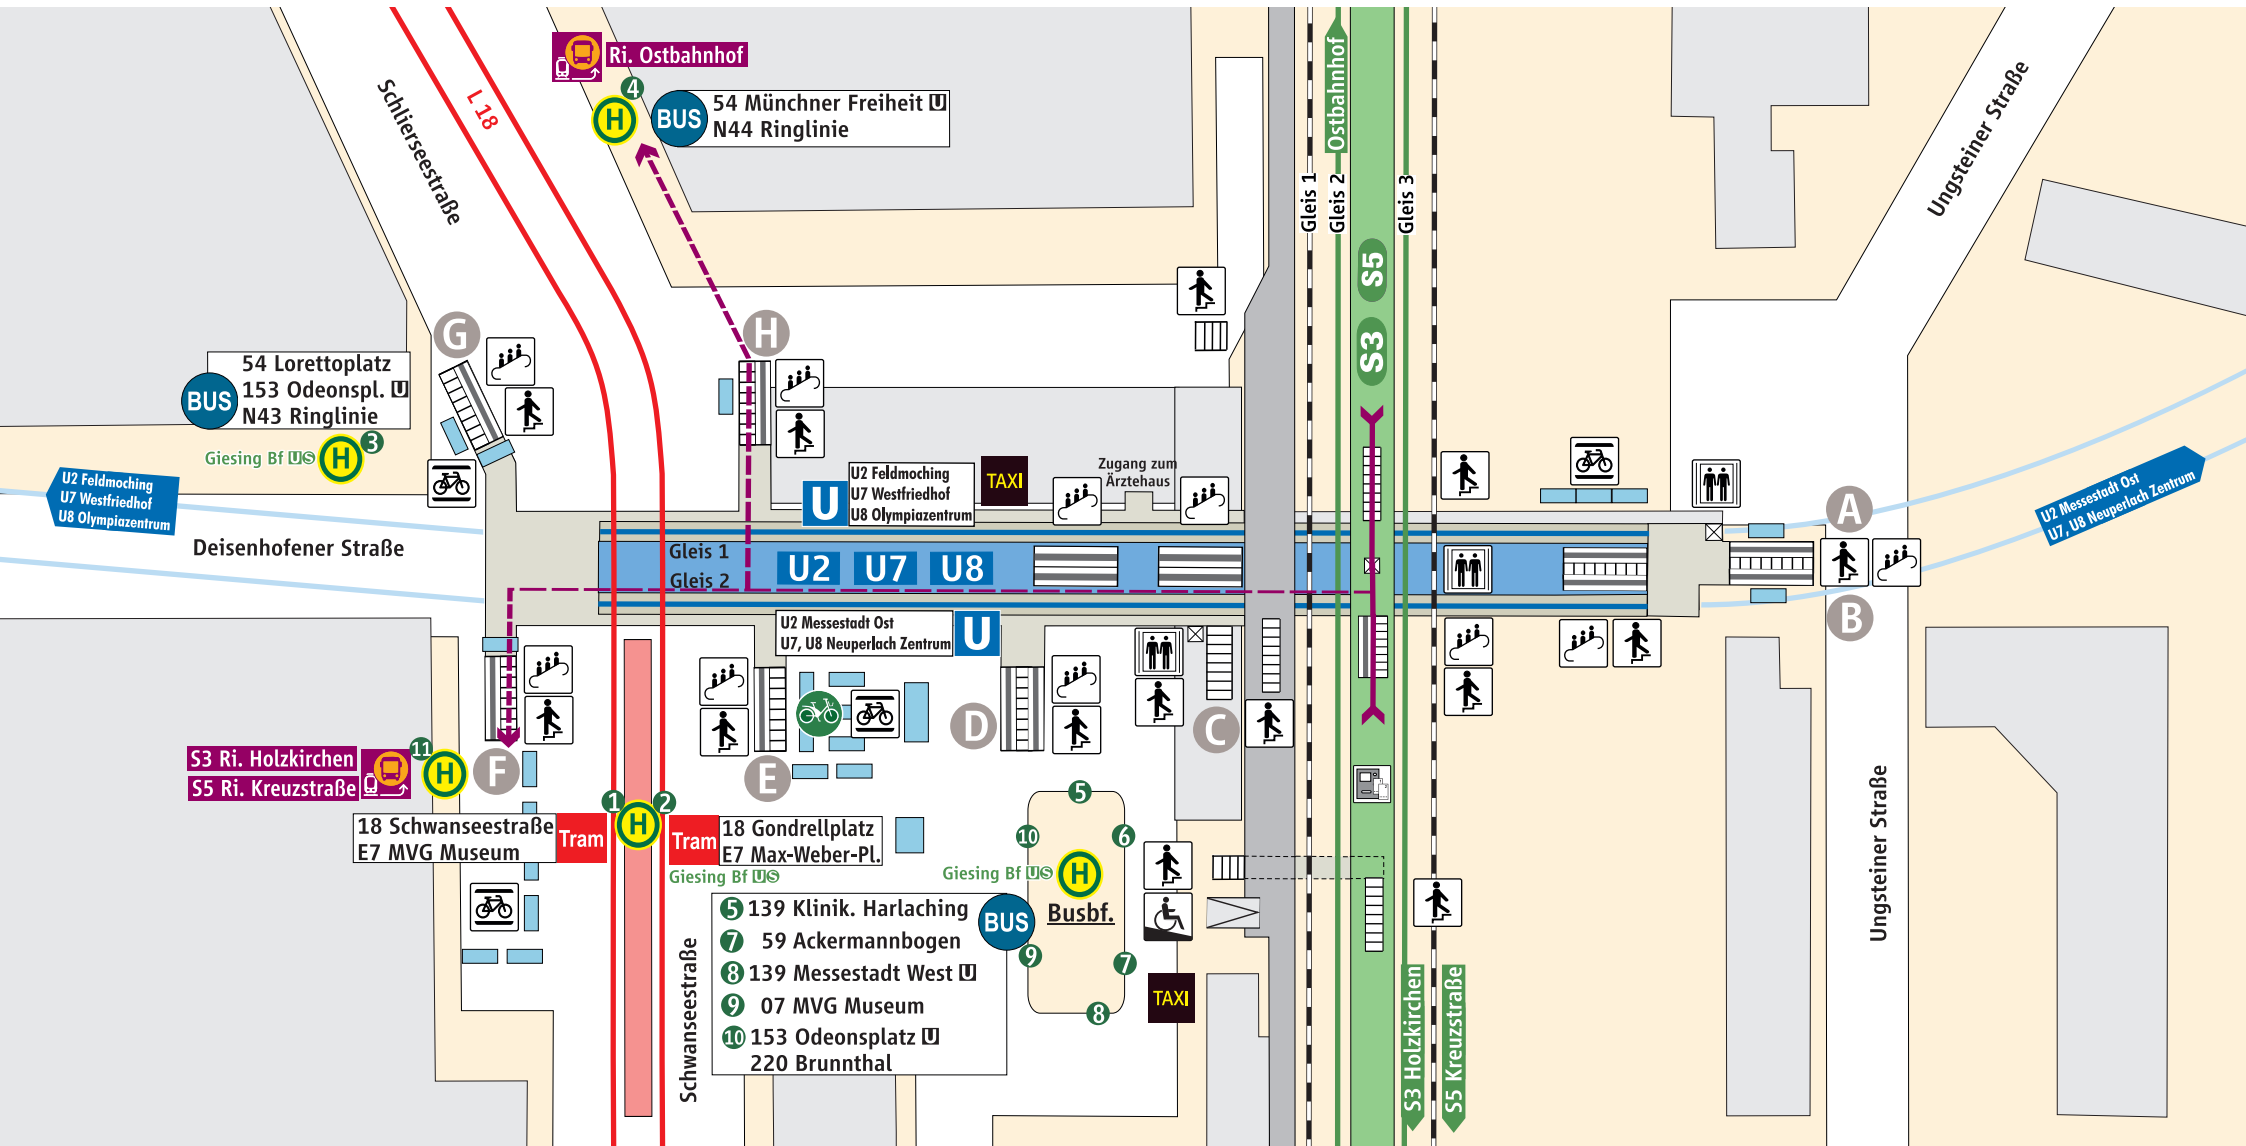 Ri. Ostbahnhof
4
H
BUS
54 Münchner Freiheit U
N44 Ringlinie
Schlierseestraße
L 18
Ostbahnhof
Gleis 1
Gleis 2
Gleis 3
S5
S3
Ungsteiner Straße
G
H
54 Lorettoplatz
153 Odeonspl. U
N43 Ringlinie
BUS
Giesing Bf U S
H
3
U2 Feldmoching
U7 Westfriedhof
U8 Olympiazentrum
Deisenhofener Straße
U
U2 Feldmoching
U7 Westfriedhof
U8 Olympiazentrum
TAXI
Zugang zum
Ärztehaus
Gleis 1
Gleis 2
U2
U7
U8
U2 Messestadt Ost
U7, U8 Neuperlach Zentrum
A
B
U2 Messestadt Ost
U7, U8 Neuperlach Zentrum
U
S3 Ri. Holzkirchen
S5 Ri. Kreuzstraße
11
H
F
E
D
C
18 Schwanseestraße
E7 MVG Museum
Tram
1
H
2
Tram
18 Gondrellplatz
E7 Max-Weber-Pl.
Giesing Bf U S
Schwanseestraße
5 139 Klinik. Harlaching
7 59 Ackermannbogen
8 139 Messestadt West U
9 07 MVG Museum
10 153 Odeonsplatz U
220 Brunnthal
BUS
Giesing Bf U S
H
Busbf.
5
10
6
9
7
8
TAXI
S3 Holzkirchen
S5 Kreuzstraße
Ungsteiner Straße